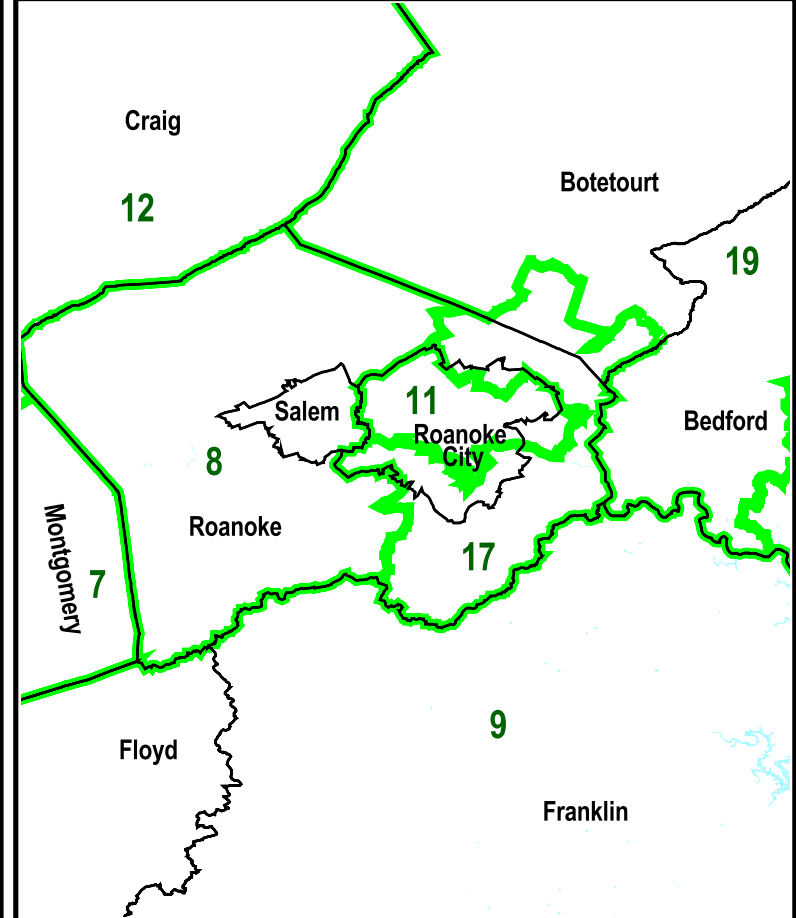 Craig
12
Botetourt
19
Salem
11
Roanoke
City
Bedford
8
Roanoke
Montgomery
7
17
9
Floyd
Franklin